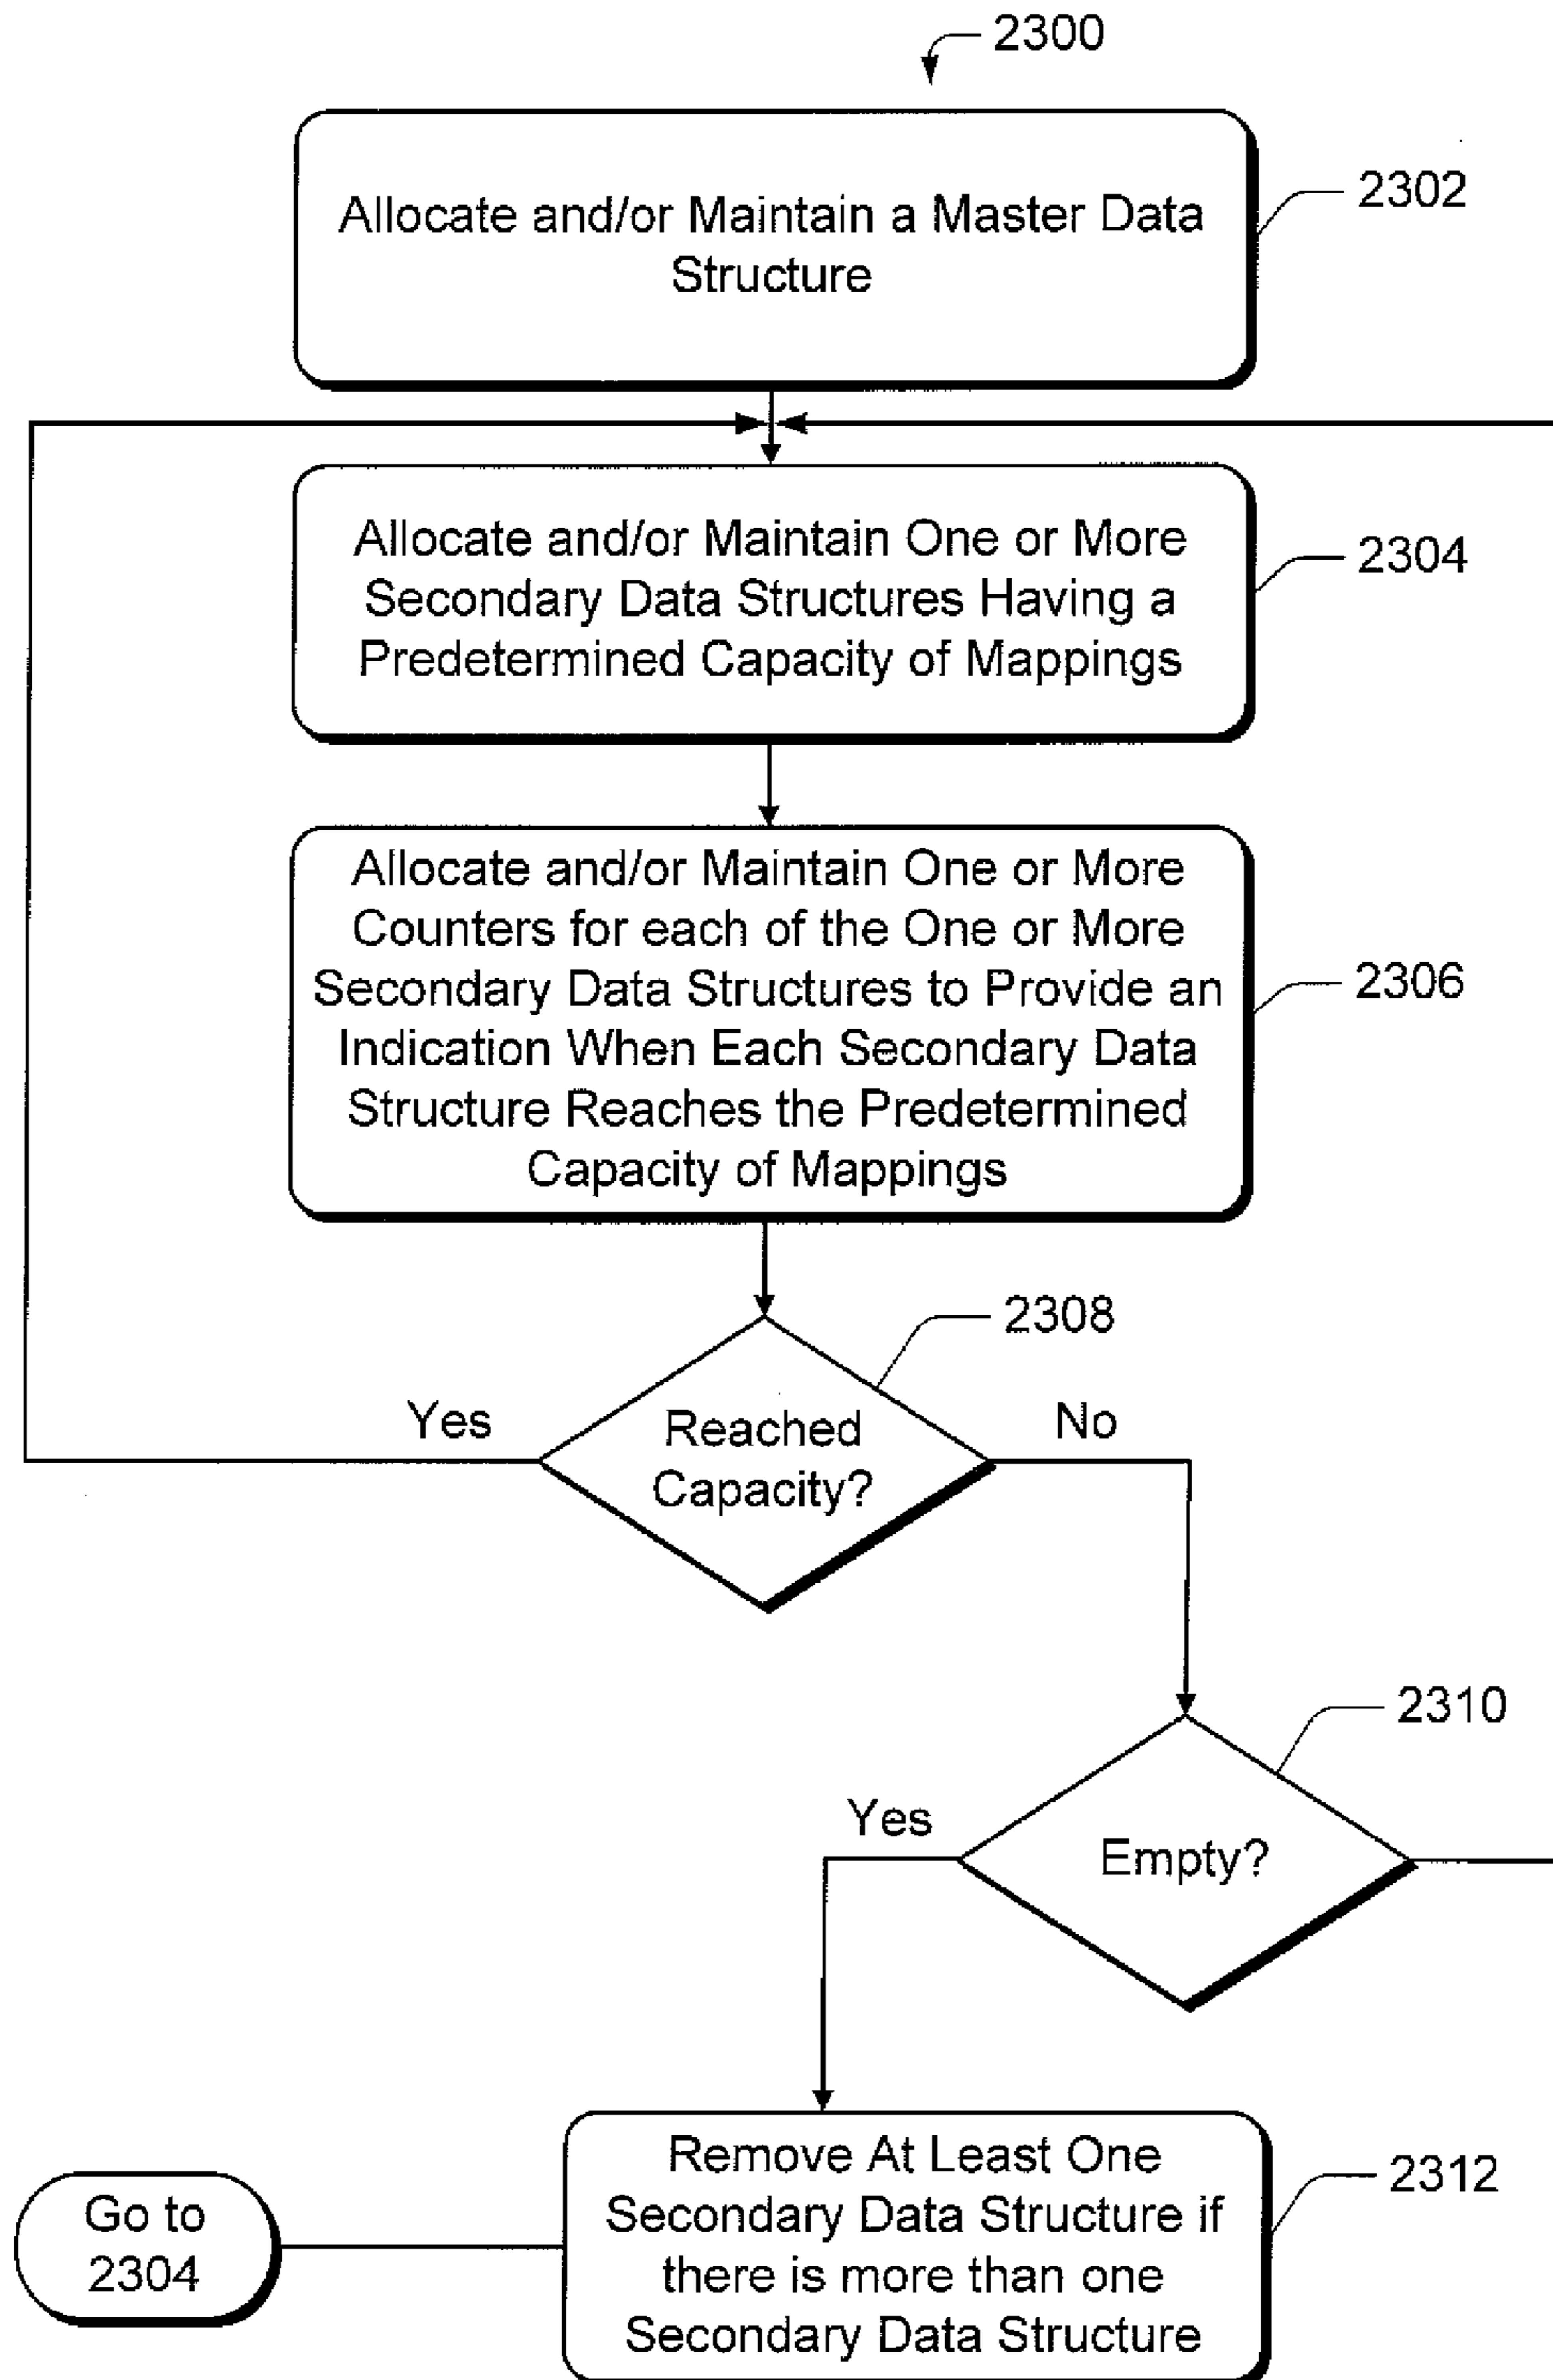 2300
Allocate and/or Maintain a Master Data
Structure
2302
Allocate and/or Maintain One or More
Secondary Data Structures Having a
Predetermined Capacity of Mappings
2304
Allocate and/or Maintain One or More
Counters for each of the One or More
Secondary Data Structures to Provide an
Indication When Each Secondary Data
Structure Reaches the Predetermined
Capacity of Mappings
2306
2308
Yes
Reached
Capacity?
No
2310
Yes
Empty?
Remove At Least One
Secondary Data Structure if
there is more than one
Secondary Data Structure
2312
Go to
2304